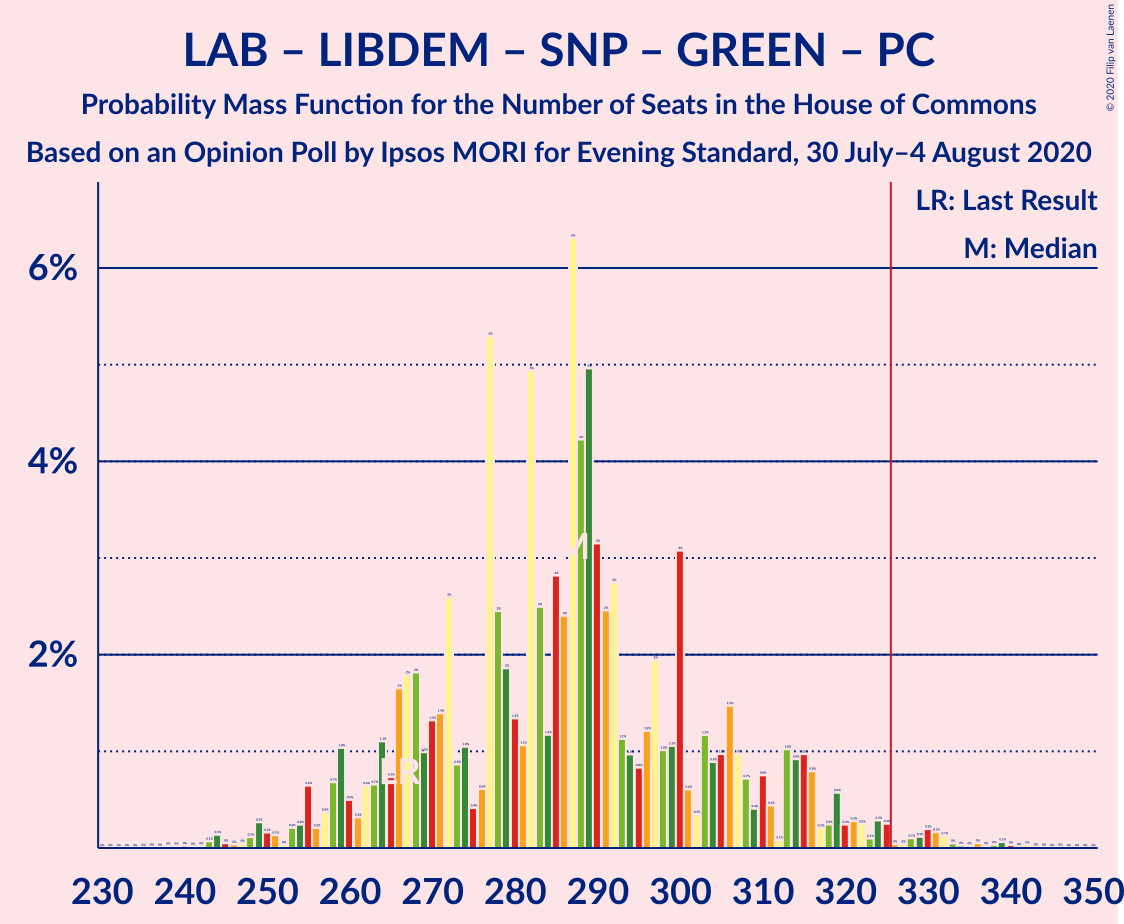 LAB – LIBDEM – SNP – GREEN – PC
Probability Mass Function for the Number of Seats in the House of Commons
Based on an Opinion Poll by Ipsos MORI for Evening Standard, 30 July–4 August 2020
© 2020 Filip van Laenen
LR: Last Result
M: Median
6%
4%
2%
M
LR
230 240 250 260 270 280 290 300 310 320 330 340 350